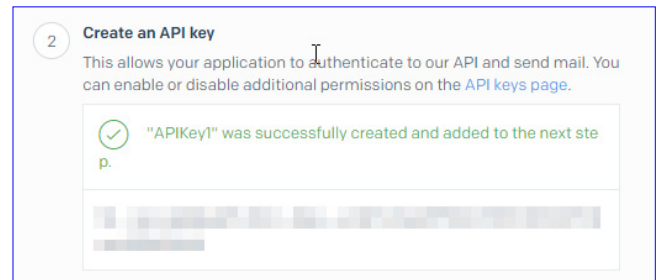 2
Create an API key
This allows your application to authenticate to our API and send mail. You
can enable or disable additional permissions on the API keys page.
"APIKey1" was successfully created and added to the next ste
p.